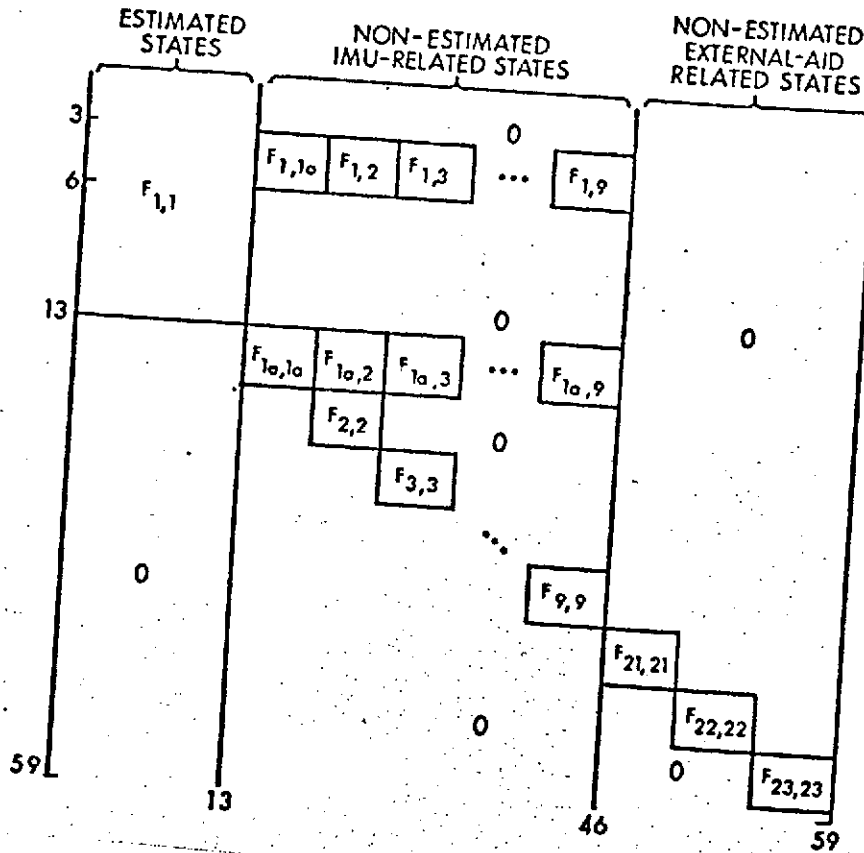 ESTIMATED
STATES
NON-ESTIMATED
IMU-RELATED STATES
NON-ESTIMATED
EXTERNAL-AID
RELATED STATES
3
0
F1,1a F1,2 F1,3 ... F1,9
6
F1,1
13
0
0
F1a,1a F1a,2 F1a,3 ... F1a,9
F2,2
0
F3,3
...
0
F9,9
F21,21
0
F22,22
59
0
F23,23
13
46
59